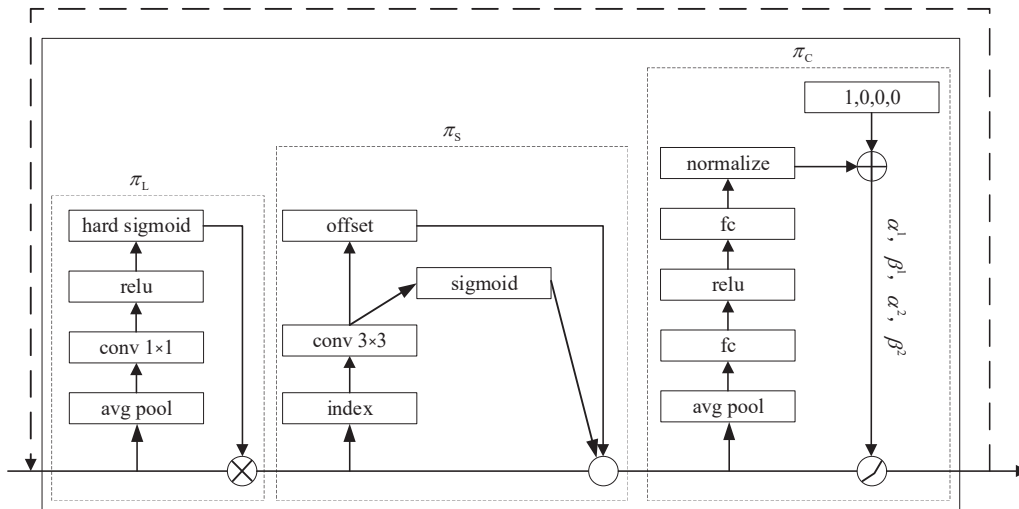 π_L
hard sigmoid
relu
conv 1×1
avg pool
π_S
offset
sigmoid
conv 3×3
index
π_C
1,0,0,0
normalize
fc
relu
fc
avg pool
α¹, β¹, α², β²